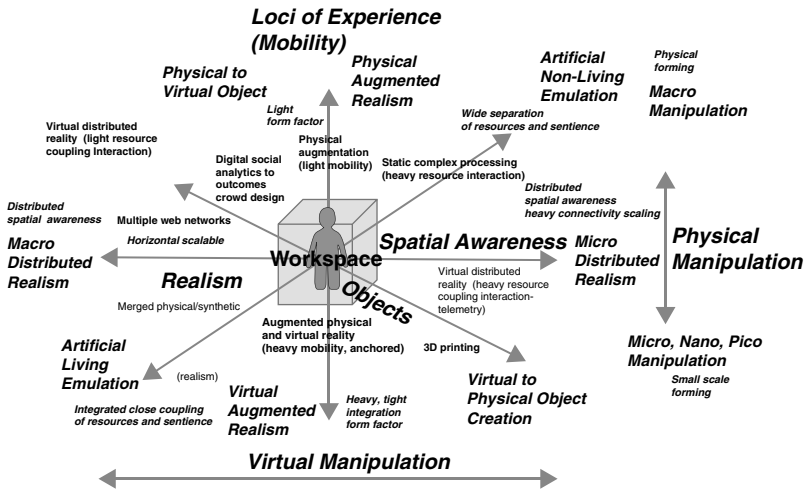 Loci of Experience
(Mobility)
Physical to
Virtual Object
Physical
Augmented
Realism
Artificial
Non-Living
Emulation
Physical
forming
Macro
Manipulation
Light
form factor
Wide separation
of resources and sentience
Virtual distributed
reality (light resource
coupling Interaction)
Physical
augmentation
(light mobility)
Digital social
analytics to
outcomes
crowd design
Static complex processing
(heavy resource interaction)
Distributed
spatial awareness
heavy connectivity scaling
Distributed
spatial awareness
Multiple web networks
Horizontal scalable
Macro
Distributed
Realism
Workspace
Spatial Awareness
Micro
Distributed
Realism
Physical
Manipulation
Realism
Objects
Virtual distributed
reality (heavy resource
coupling interaction-
telemetry)
Merged physical/synthetic
Augmented physical
and virtual reality
(heavy mobility, anchored)
3D printing
Micro, Nano, Pico
Manipulation
Small scale
forming
Artificial
Living
Emulation
(realism)
Integrated close coupling
of resources and sentience
Virtual
Augmented
Realism
Heavy, tight
integration
form factor
Virtual to
Physical Object
Creation
Virtual Manipulation